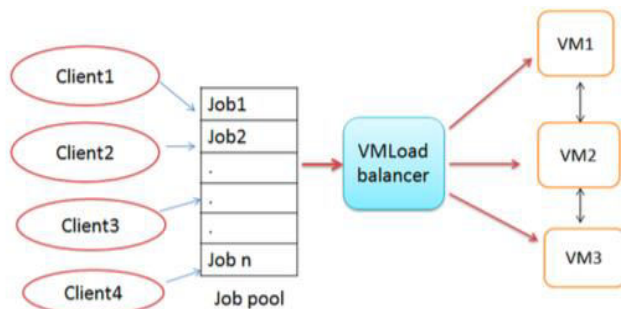 Client1
Client2
Client3
Client4
Job1
Job2
.
.
.
Job n
Job pool
VMLoad
balancer
VM1
VM2
VM3